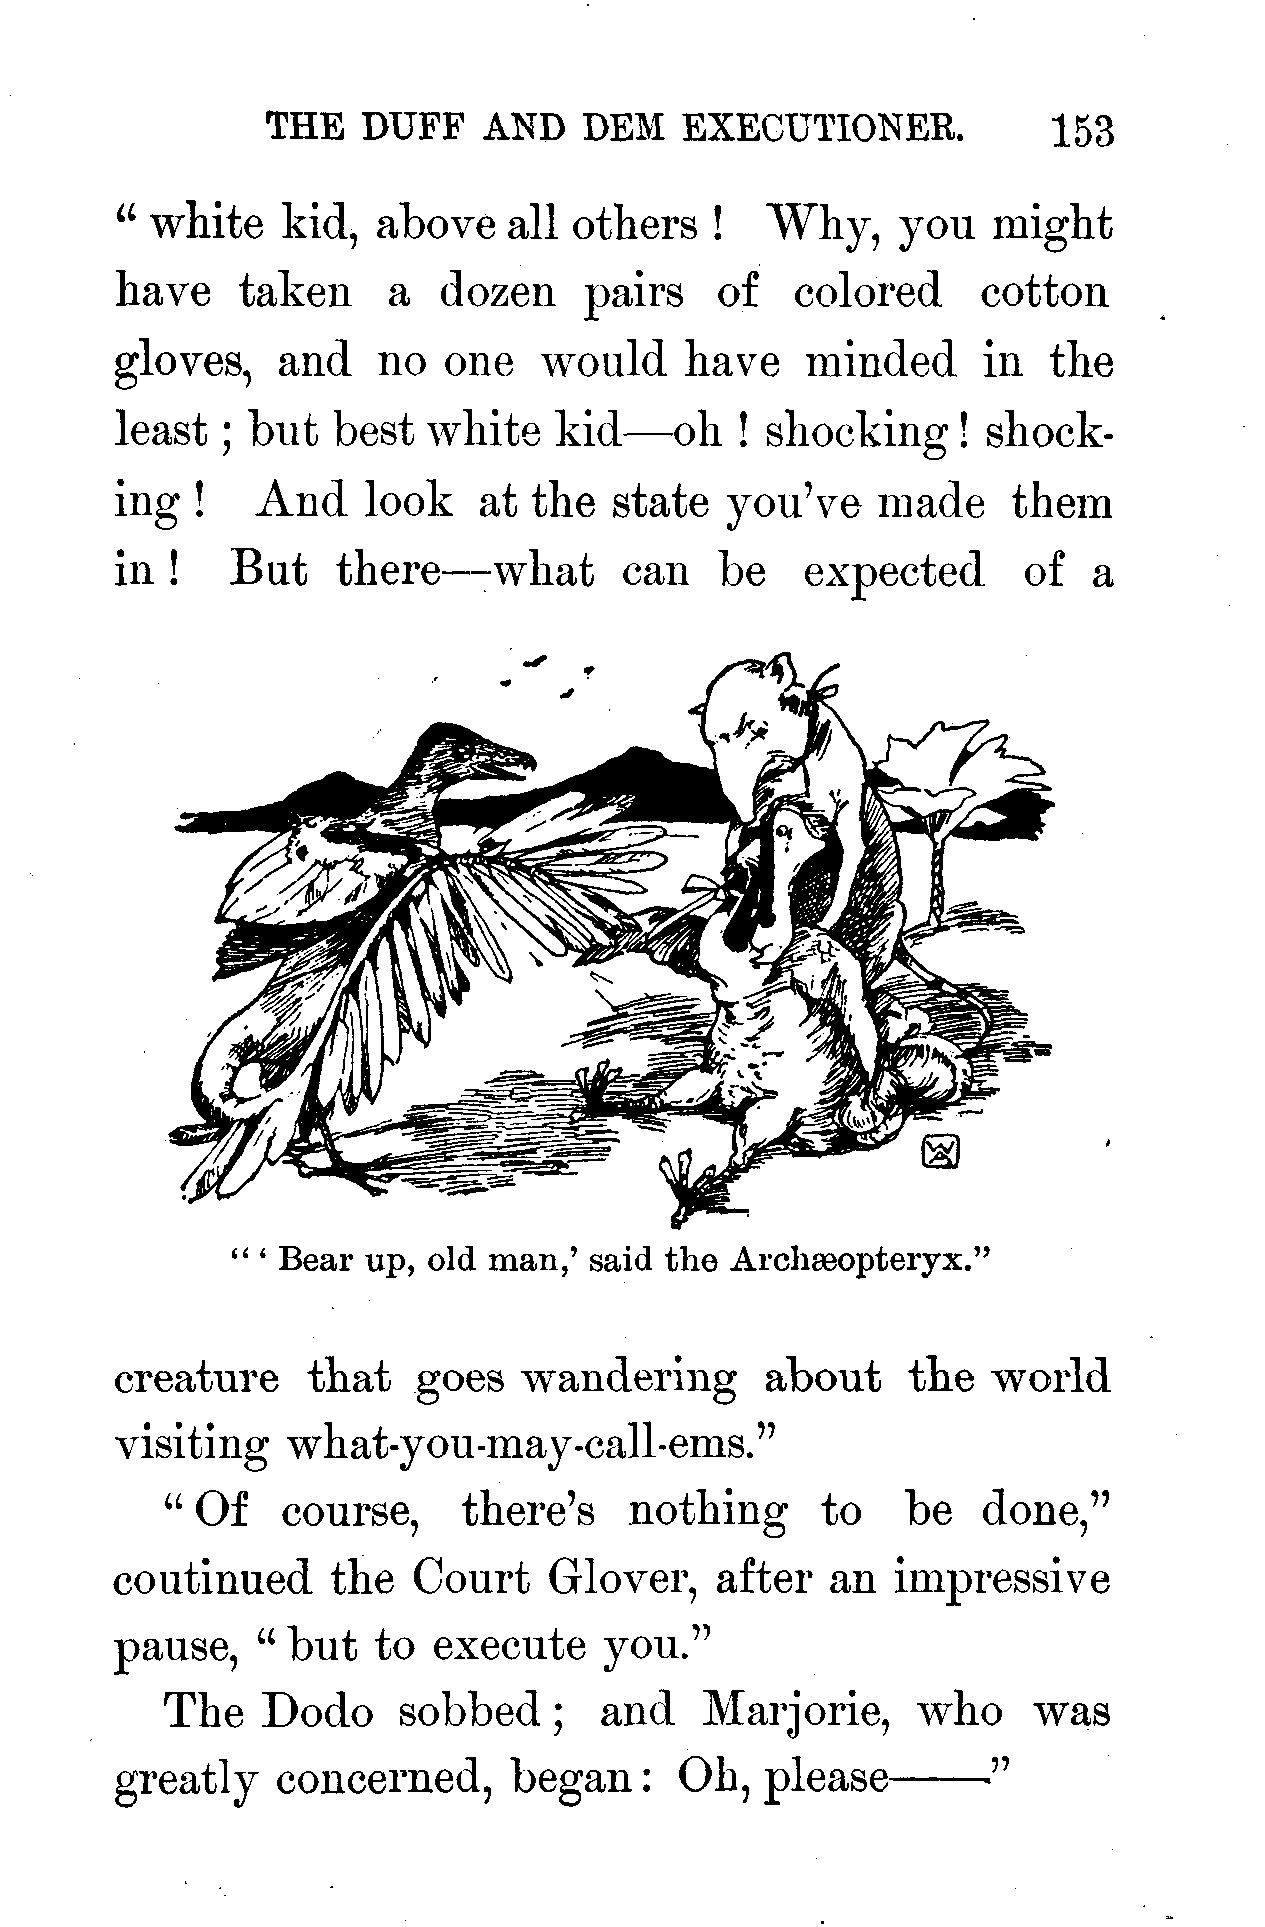 THE DUFF AND DEM EXECUTIONER. 153
“ white kid, above all others ! Why, you might
have taken a dozen pairs of colored cotton
gloves, and no one would have minded in the
least ; but best white kid—oh ! shocking ! shock-
ing ! And look at the state you’ve made them
in ! But there—what can be expected of a
“ ‘ Bear up, old man,’ said the Archæopteryx.”
creature that goes wandering about the world
visiting what-you-may-call-ems.”
“ Of course, there’s nothing to be done,”
coutinued the Court Glover, after an impressive
pause, “ but to execute you.”
The Dodo sobbed ; and Marjorie, who was
greatly concerned, began : Oh, please——”